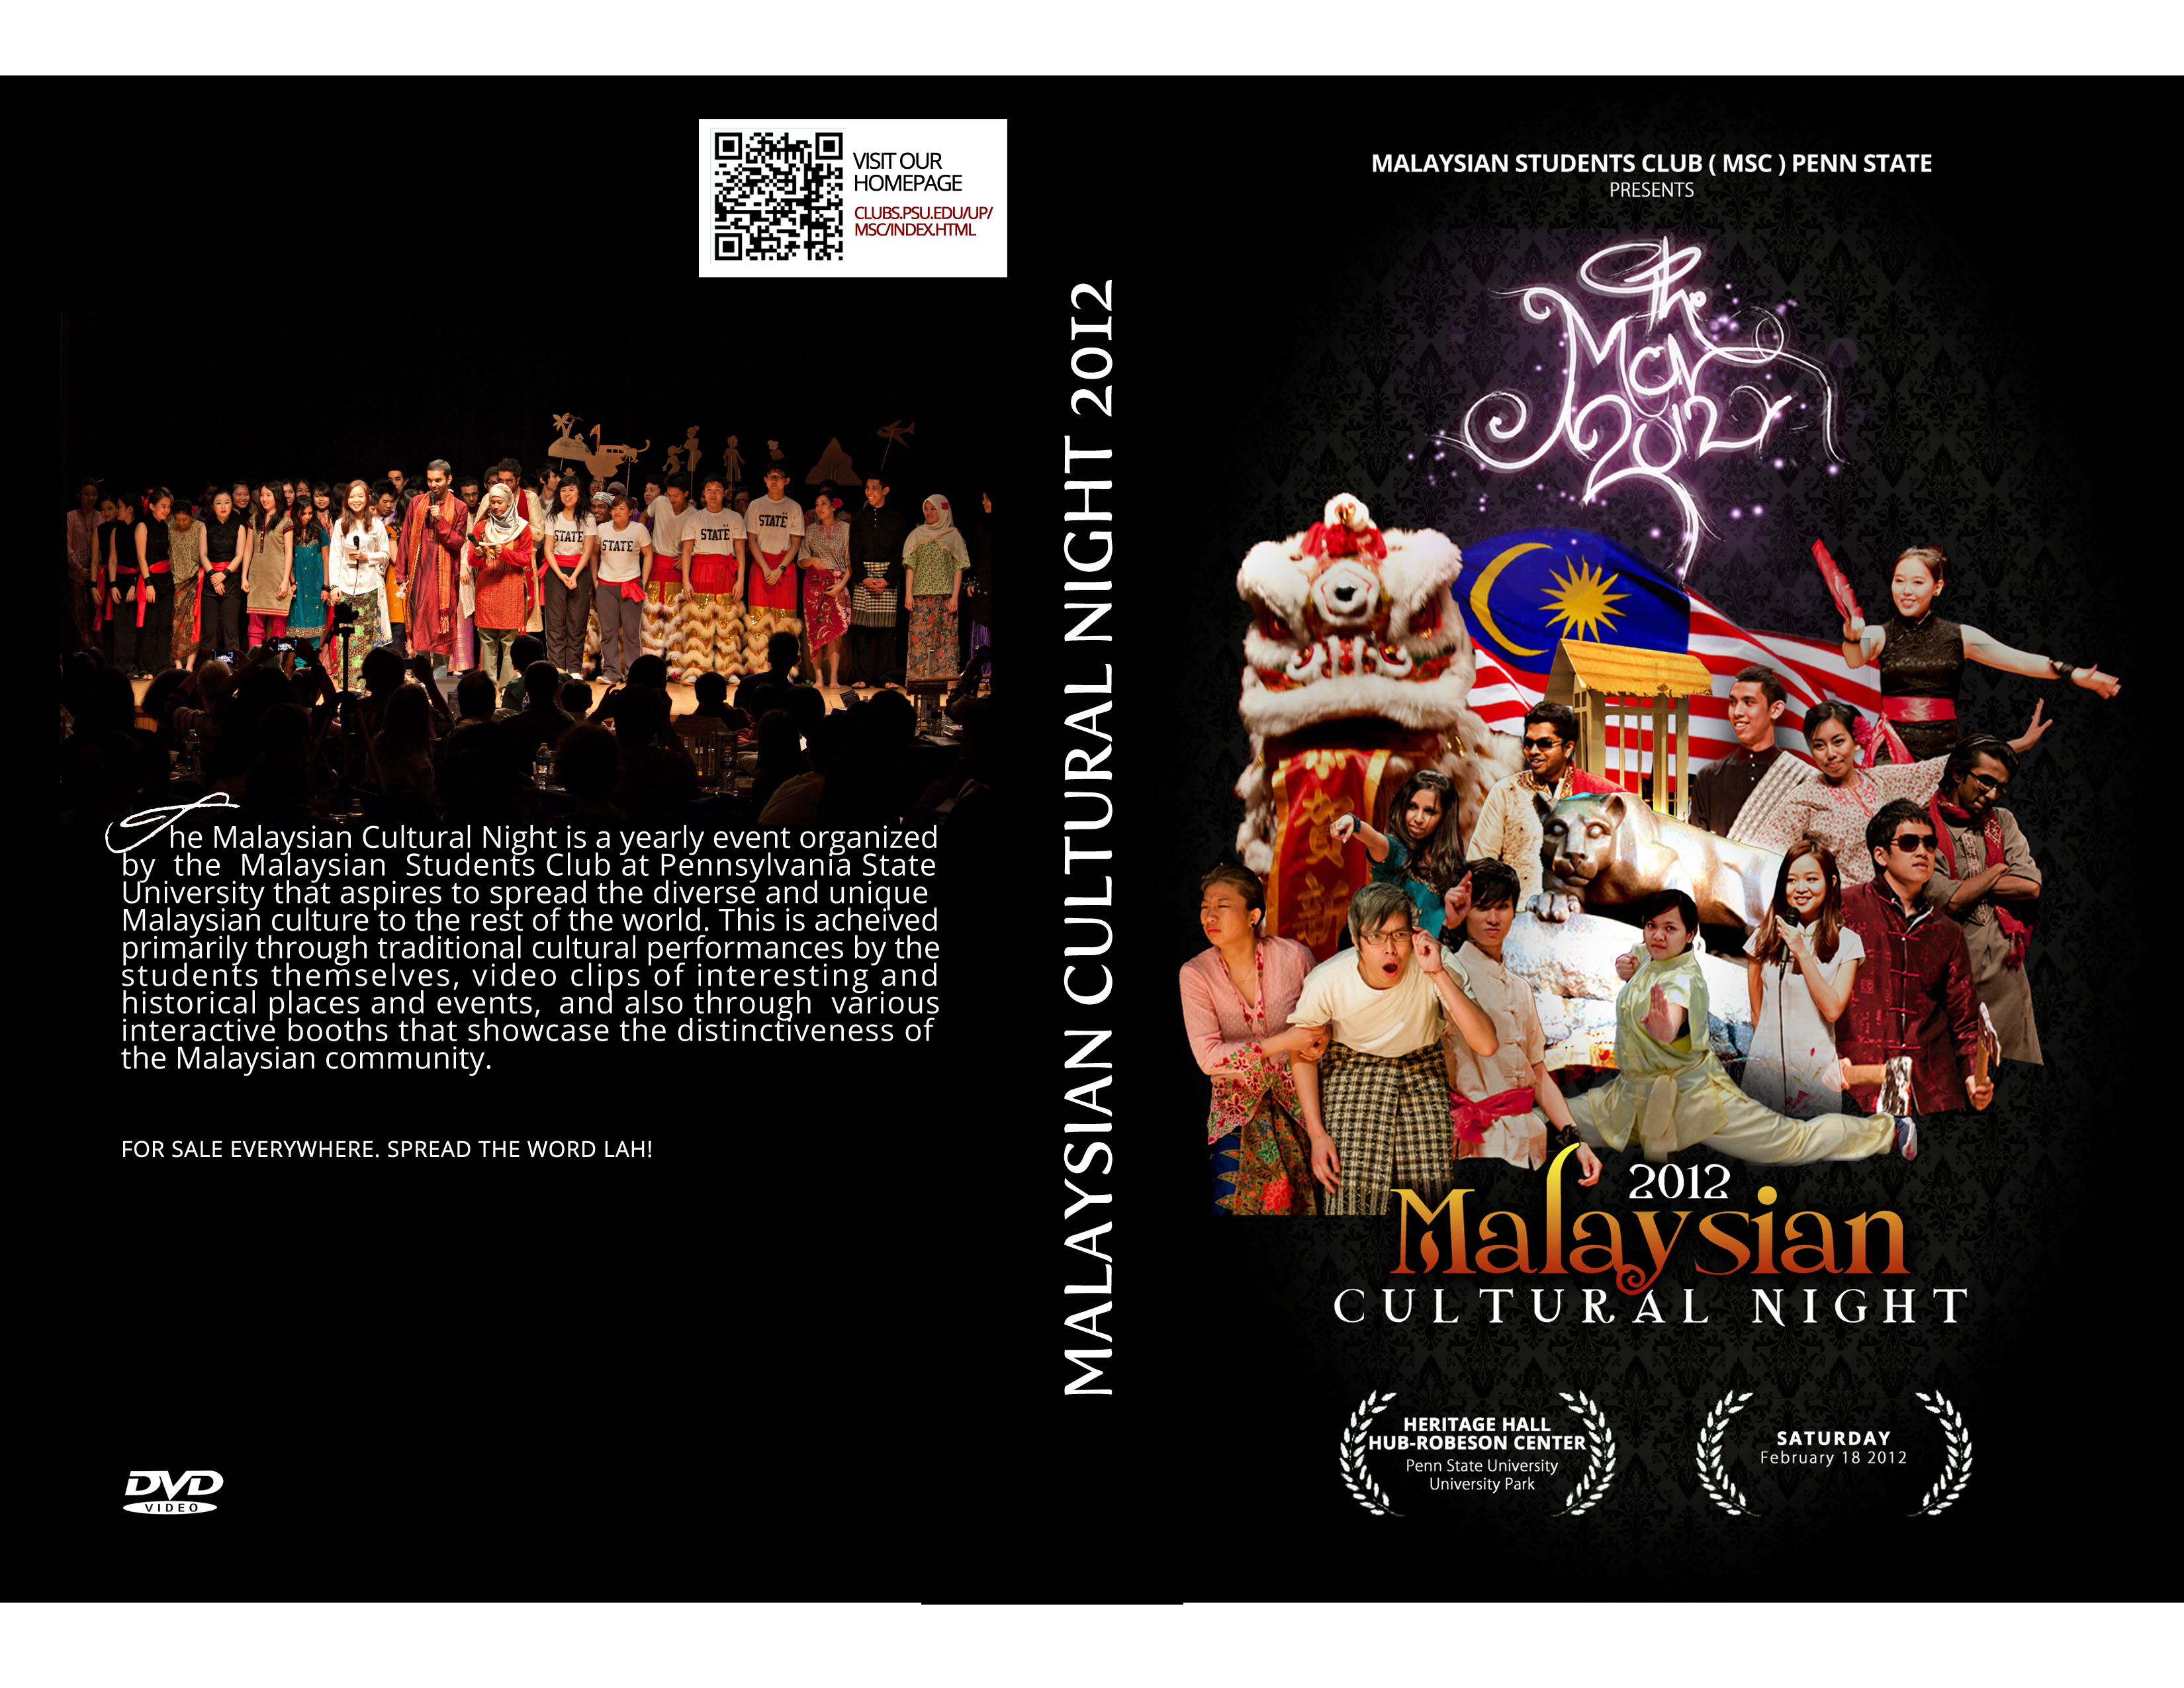 VISIT OUR
HOMEPAGE
CLUBS.PSU.EDU/UP/
MSC/INDEX.HTML
STATE
STATE
STATE
STATE
The Malaysian Cultural Night is a yearly event organized
by the Malaysian Students Club at Pennsylvania State
University that aspires to spread the diverse and unique
Malaysian culture to the rest of the world. This is acheived
primarily through traditional cultural performances by the
students themselves, video clips of interesting and
historical places and events, and also through various
interactive booths that showcase the distinctiveness of
the Malaysian community.
FOR SALE EVERYWHERE. SPREAD THE WORD LAH!
DVD
VIDEO
MALAYSIAN CULTURAL NIGHT 2012
MALAYSIAN STUDENTS CLUB ( MSC ) PENN STATE
PRESENTS
The
MCN
2012
賀
新
2012
Malaysian
CULTURAL NIGHT
HERITAGE HALL
HUB-ROBESON CENTER
Penn State University
University Park
SATURDAY
February 18 2012